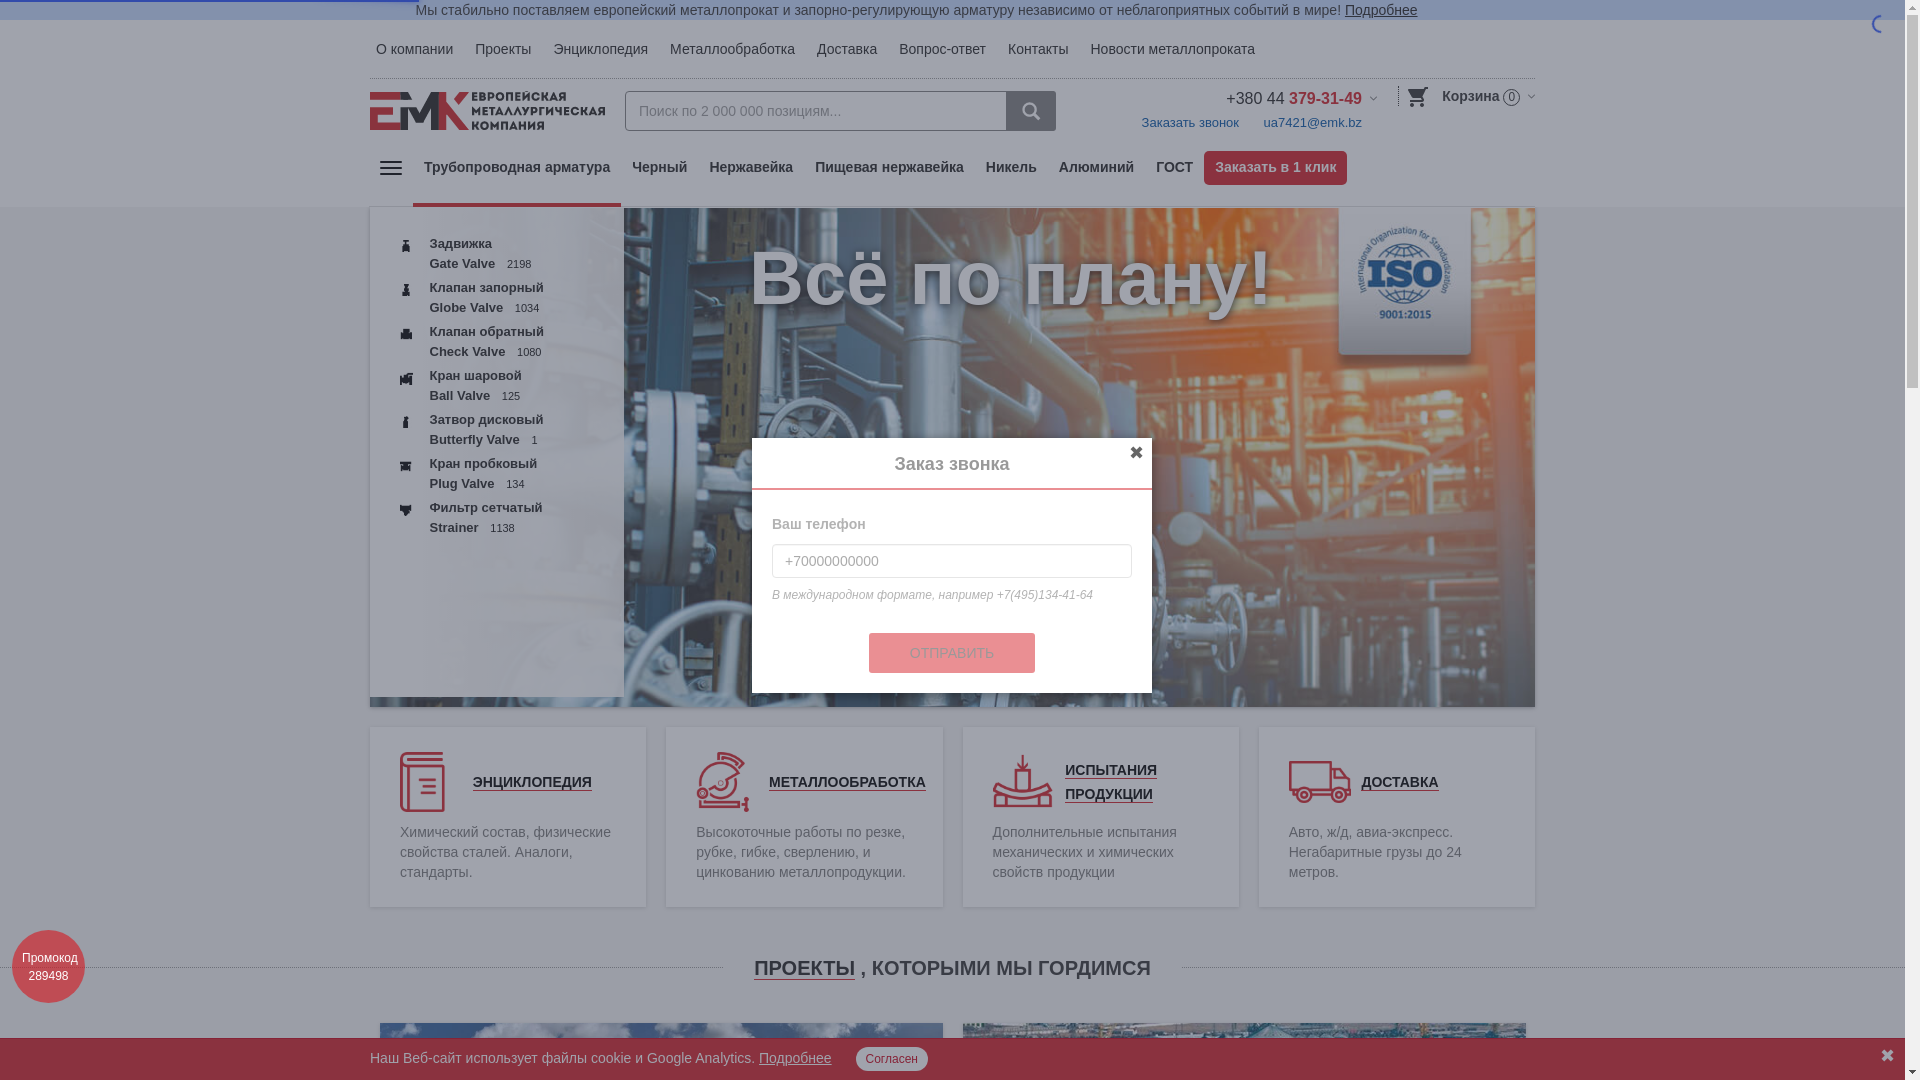 Мы стабильно поставляем европейский металлопрокат и запорно-регулирующую арматуру независимо от неблагоприятных событий в мире! Подробнее
О компании Проекты Энциклопедия Металлообработка Доставка Вопрос-ответ Контакты Новости металлопроката
ЕМК ЕВРОПЕЙСКАЯ
МЕТАЛЛУРГИЧЕСКАЯ
КОМПАНИЯ
Поиск по 2 000 000 позициям...
+380 44 379-31-49
Заказать звонок ua7421@emk.bz
Корзина 0
Трубопроводная арматура Черный Нержавейка Пищевая нержавейка Никель Алюминий ГОСТ Заказать в 1 клик
Задвижка
Gate Valve 2198
Клапан запорный
Globe Valve 1034
Клапан обратный
Check Valve 1080
Кран шаровой
Ball Valve 125
Затвор дисковый
Butterfly Valve 1
Кран пробковый
Plug Valve 134
Фильтр сетчатый
Strainer 1138
Всё по плану!
International Organization for Standardization
ISO
9001:2015
Заказ звонка
✖
Ваш телефон
+70000000000
В международном формате, например +7(495)134-41-64
ОТПРАВИТЬ
ЭНЦИКЛОПЕДИЯ
Химический состав, физические
свойства сталей. Аналоги,
стандарты.
МЕТАЛЛООБРАБОТКА
Высокоточные работы по резке,
рубке, гибке, сверлению, и
цинкованию металлопродукции.
ИСПЫТАНИЯ
ПРОДУКЦИИ
Дополнительные испытания
механических и химических
свойств продукции
ДОСТАВКА
Авто, ж/д, авиа-экспресс.
Негабаритные грузы до 24
метров.
Промокод
289498
ПРОЕКТЫ , КОТОРЫМИ МЫ ГОРДИМСЯ
Наш Веб-сайт использует файлы cookie и Google Analytics. Подробнее Согласен ✖